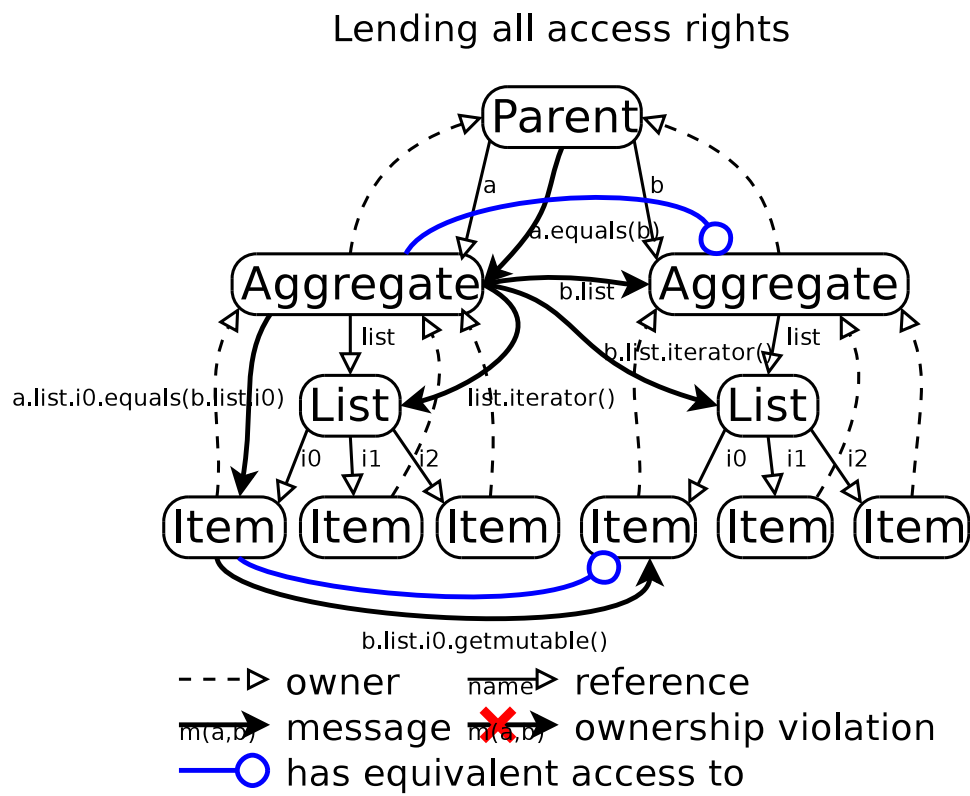 Lending all access rights
Parent
a
b
a.equals(b)
Aggregate
Aggregate
b.list
list
list
b.list.iterator()
a.list.i0.equals(b.list.i0)
List
list.iterator()
List
i0
i1
i2
i0
i1
i2
Item
Item
Item
Item
Item
Item
b.list.i0.getmutable()
owner
name
reference
m(a,b)
message
m(a,b)
ownership violation
has equivalent access to